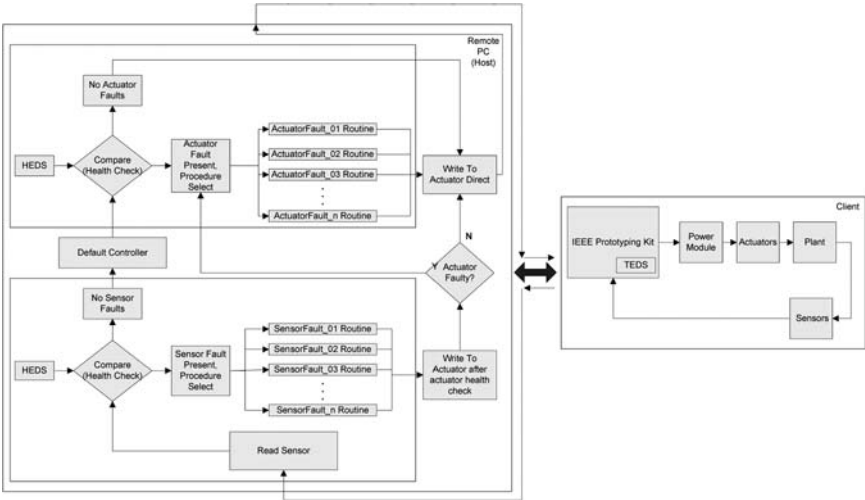 Remote
PC
(Host)
No Actuator
Faults
HEDS
Compare
(Health Check)
Actuator
Fault
Present,
Procedure
Select
ActuatorFault_01 Routine
ActuatorFault_02 Routine
ActuatorFault_03 Routine
ActuatorFault_n Routine
Write To
Actuator Direct
N
Default Controller
Y
Actuator
Faulty?
No Sensor
Faults
HEDS
Compare
(Health Check)
Sensor Fault
Present,
Procedure
Select
SensorFault_01 Routine
SensorFault_02 Routine
SensorFault_03 Routine
SensorFault_n Routine
Write To
Actuator after
actuator health
check
Read Sensor
Client
IEEE Prototyping Kit
TEDS
Power
Module
Actuators
Plant
Sensors